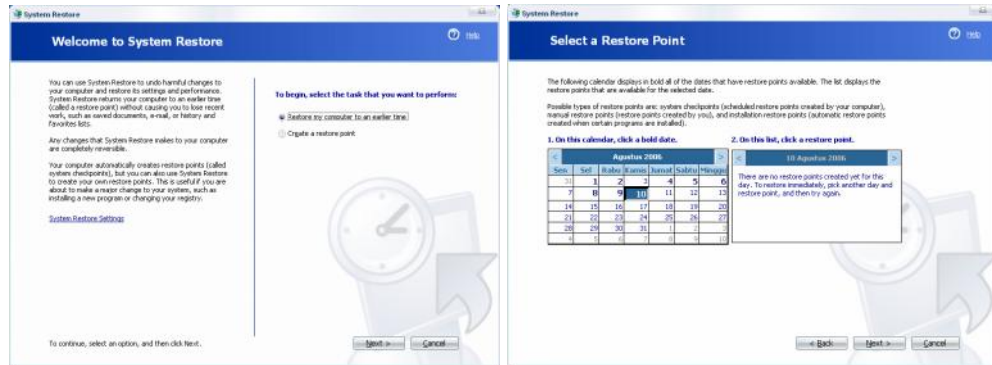 System Restore
Welcome to System Restore
Help
You can use System Restore to undo harmful changes to
your computer and restore its settings and performance.
System Restore returns your computer to an earlier time
(called a restore point) without causing you to lose recent
work, such as saved documents, e-mail, or history and
favorites lists.
Any changes that System Restore makes to your computer
are completely reversible.
Your computer automatically creates restore points (called
system checkpoints), but you can also use System Restore
to create your own restore points. This is useful if you are
about to make a major change to your system, such as
installing a new program or changing your registry.
System Restore Settings
To begin, select the task that you want to perform:
Restore my computer to an earlier time
Create a restore point
To continue, select an option, and then click Next.
Next >
Cancel
System Restore
Select a Restore Point
Help
The following calendar displays in bold all of the dates that have restore points available. The list displays the
restore points that are available for the selected date.
Possible types of restore points are: system checkpoints (scheduled restore points created by your computer),
manual restore points (restore points created by you), and installation restore points (automatic restore points
created when certain programs are installed).
1. On this calendar, click a bold date.
< Agustus 2006 >
Sen Sel Rabu Kamis Jumat Sabtu Minggu
31 1 2 3 4 5 6
7 8 9 10 11 12 13
14 15 16 17 18 19 20
21 22 23 24 25 26 27
28 29 30 31 1 2 3
4 5 6 7 8 9 10
2. On this list, click a restore point.
< 10 Agustus 2006 >
There are no restore points created yet for this
day. To restore immediately, pick another day and
restore point, and then try again.
< Back
Next >
Cancel